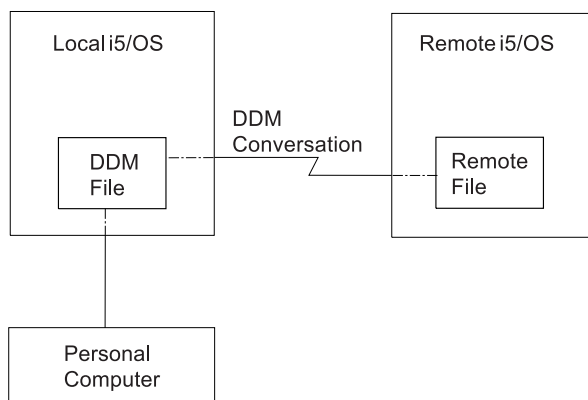 Local i5/OS
Remote i5/OS
DDM
Conversation
DDM
File
Remote
File
Personal
Computer